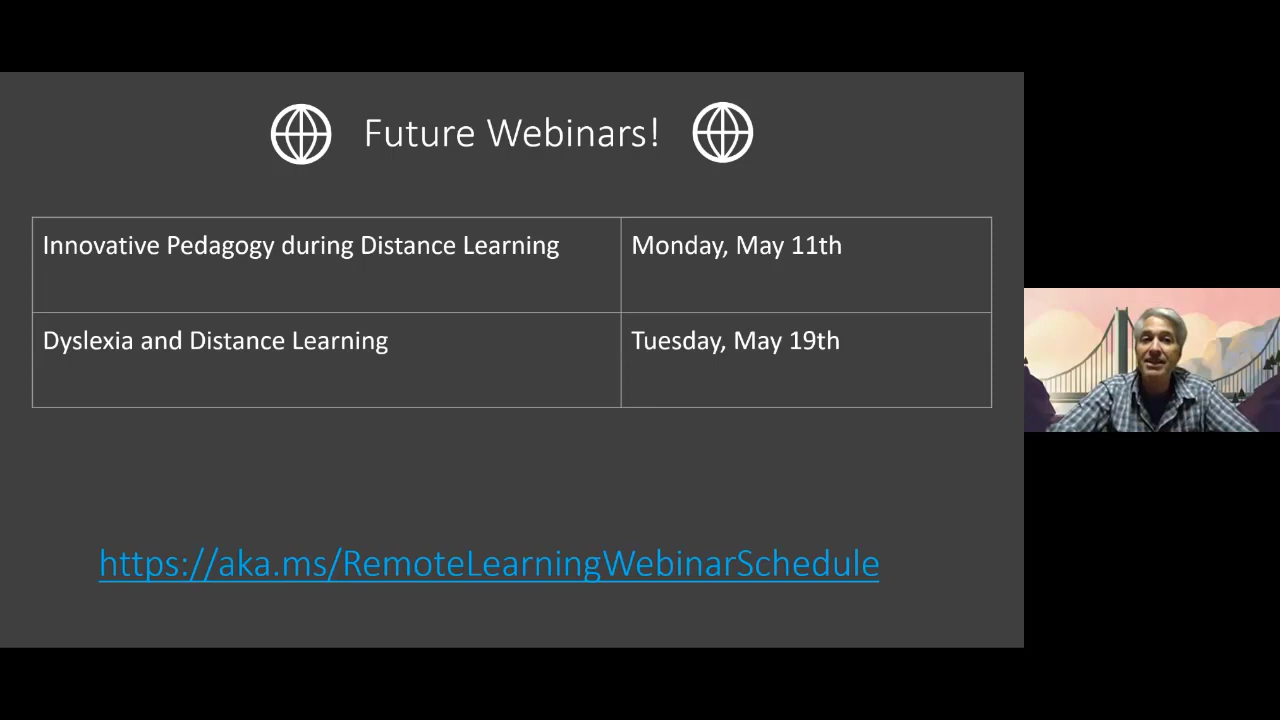 Future Webinars!
Innovative Pedagogy during Distance Learning
Monday, May 11th
Dyslexia and Distance Learning
Tuesday, May 19th
https://aka.ms/RemoteLearningWebinarSchedule